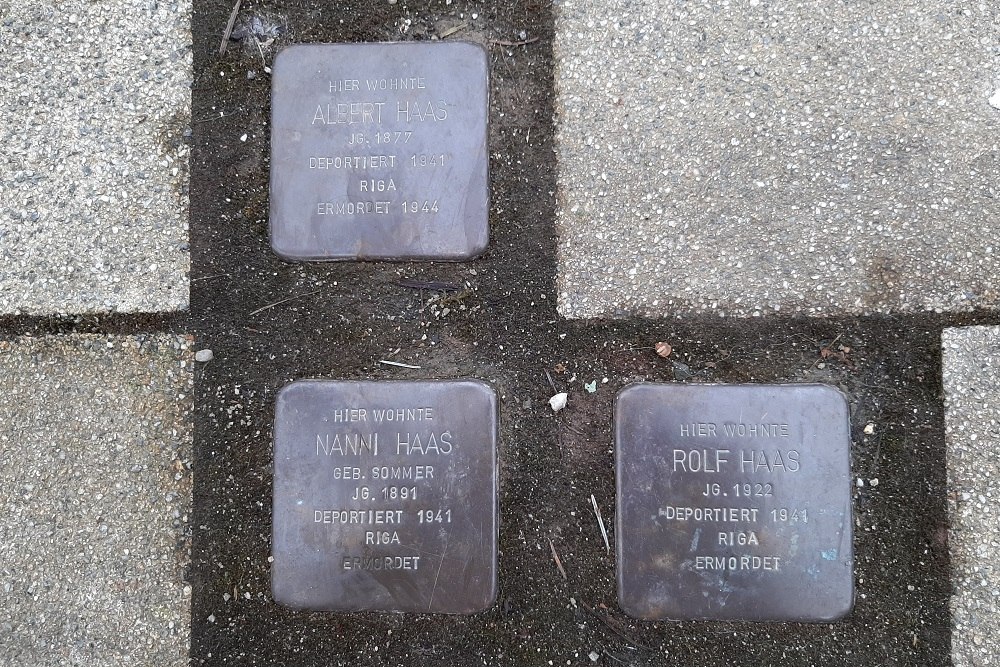 HIER WOHNTE
ALBERT HAAS
JG. 1877
DEPORTIERT 1941
RIGA
ERMORDET 1944
HIER WOHNTE
NANNI HAAS
GEB. SOMMER
JG. 1891
DEPORTIERT 1941
RIGA
ERMORDET
HIER WOHNTE
ROLF HAAS
JG. 1922
DEPORTIERT 1941
RIGA
ERMORDET